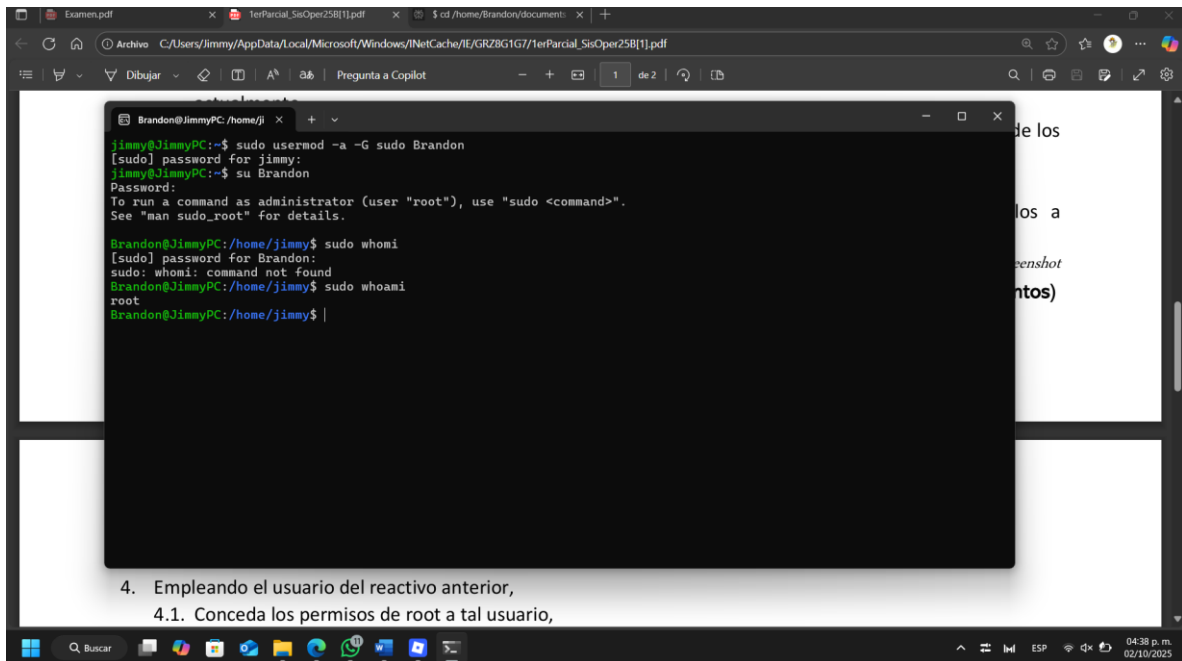 Examen.pdf
1erParcial_SisOper25B[1].pdf
$ cd /home/Brandon/documents
Archivo C:/Users/Jimmy/AppData/Local/Microsoft/Windows/INetCache/IE/GRZ8G1G7/1erParcial_SisOper25B[1].pdf
Dibujar
Pregunta a Copilot
1 de 2
de los
Brandon@JimmyPC: /home/ji
jimmy@JimmyPC:~$ sudo usermod -a -G sudo Brandon
[sudo] password for jimmy:
jimmy@JimmyPC:~$ su Brandon
Password:
To run a command as administrator (user "root"), use "sudo <command>".
See "man sudo_root" for details.
Brandon@JimmyPC:/home/jimmy$ sudo whomi
[sudo] password for Brandon:
sudo: whomi: command not found
Brandon@JimmyPC:/home/jimmy$ sudo whoami
root
Brandon@JimmyPC:/home/jimmy$
los a
eenshot
ntos)
4. Empleando el usuario del reactivo anterior,
4.1. Conceda los permisos de root a tal usuario,
Buscar
11
ESP
04:38 p. m.
02/10/2025